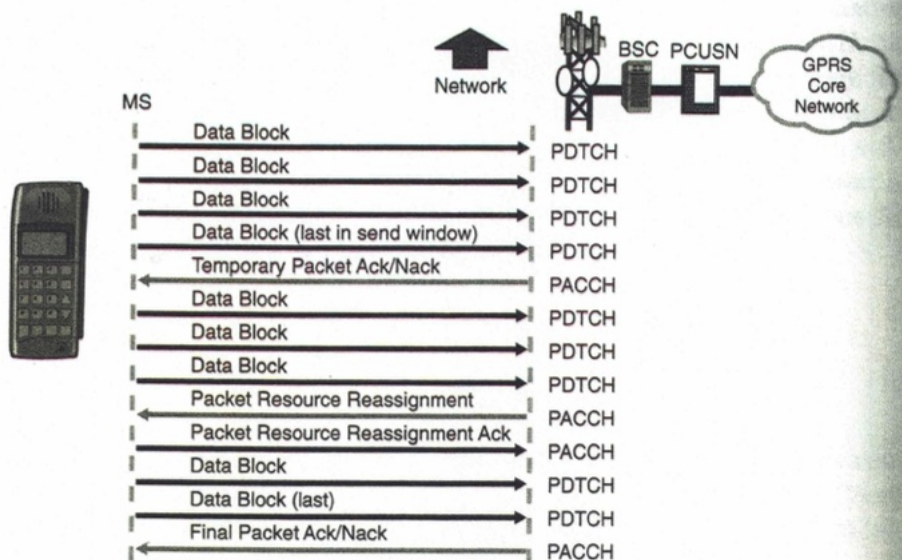 BSC PCUSN
GPRS
Core
Network
Network
MS
Data Block
PDTCH
Data Block
PDTCH
Data Block
PDTCH
Data Block (last in send window)
PDTCH
Temporary Packet Ack/Nack
PACCH
Data Block
PDTCH
Data Block
PDTCH
Data Block
PDTCH
Packet Resource Reassignment
PACCH
Packet Resource Reassignment Ack
PACCH
Data Block
PDTCH
Data Block (last)
PDTCH
Final Packet Ack/Nack
PACCH